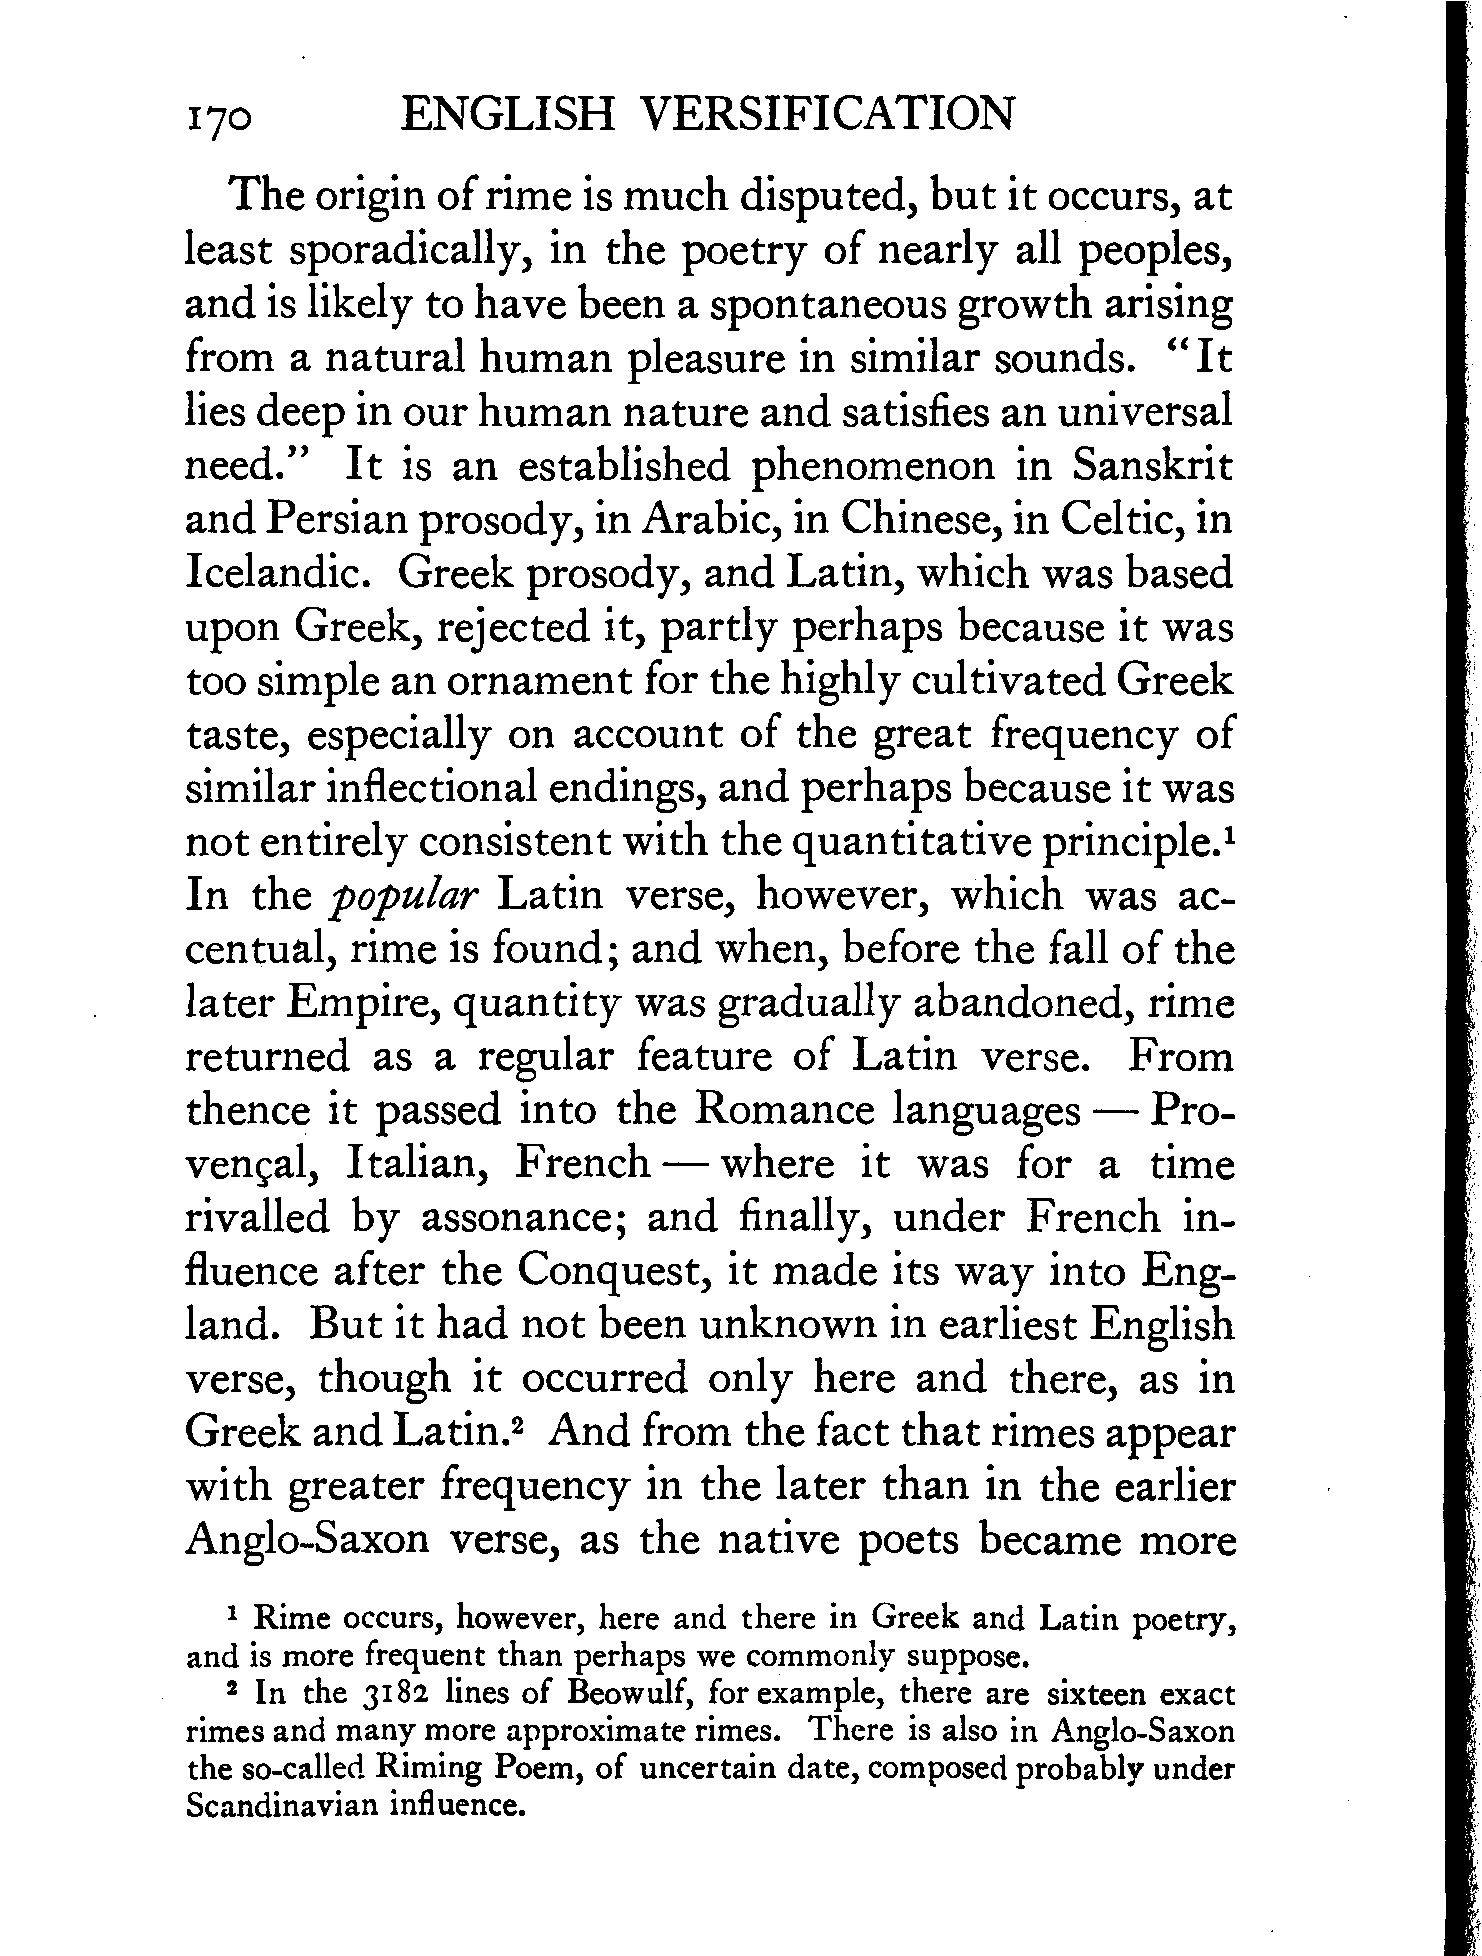 170 ENGLISH VERSIFICATION
The origin of rime is much disputed, but it occurs, at
least sporadically, in the poetry of nearly all peoples,
and is likely to have been a spontaneous growth arising
from a natural human pleasure in similar sounds. “It
lies deep in our human nature and satisfies an universal
need.” It is an established phenomenon in Sanskrit
and Persian prosody, in Arabic, in Chinese, in Celtic, in
Icelandic. Greek prosody, and Latin, which was based
upon Greek, rejected it, partly perhaps because it was
too simple an ornament for the highly cultivated Greek
taste, especially on account of the great frequency of
similar inflectional endings, and perhaps because it was
not entirely consistent with the quantitative principle.¹
In the popular Latin verse, however, which was ac-
centual, rime is found; and when, before the fall of the
later Empire, quantity was gradually abandoned, rime
returned as a regular feature of Latin verse. From
thence it passed into the Romance languages — Pro-
vençal, Italian, French — where it was for a time
rivalled by assonance; and finally, under French in-
fluence after the Conquest, it made its way into Eng-
land. But it had not been unknown in earliest English
verse, though it occurred only here and there, as in
Greek and Latin.² And from the fact that rimes appear
with greater frequency in the later than in the earlier
Anglo-Saxon verse, as the native poets became more
¹ Rime occurs, however, here and there in Greek and Latin poetry,
and is more frequent than perhaps we commonly suppose.
² In the 3182 lines of Beowulf, for example, there are sixteen exact
rimes and many more approximate rimes. There is also in Anglo-Saxon
the so-called Riming Poem, of uncertain date, composed probably under
Scandinavian influence.